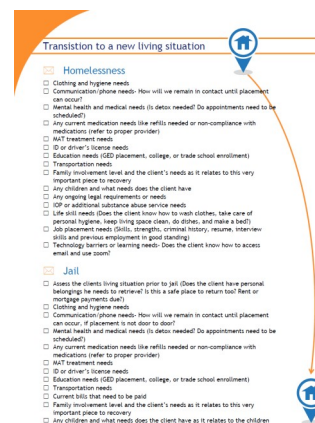 Transistion to a new living situation
Homelessness
☐ Clothing and hygiene needs
☐ Communication/phone needs- How will we remain in contact until placement
can occur?
☐ Mental health and medical needs (Is detox needed? Do appointments need to be
scheduled?)
☐ Any current medication needs like refills needed or non-compliance with
medications (refer to proper provider)
☐ MAT treatment needs
☐ ID or driver's license needs
☐ Education needs (GED placement, college, or trade school enrollment)
☐ Transportation needs
☐ Family involvement level and the client's needs as it relates to this very
important piece to recovery
☐ Any children and what needs does the client have
☐ Any ongoing legal requirements or needs
☐ IOP or additional substance abuse service needs
☐ Life skill needs (Does the client know how to wash clothes, take care of
personal hygiene, keep living space clean, do dishes, and make a bed?)
☐ Job placement needs (Skills, strengths, criminal history, resume, interview
skills and previous employment in good standing)
☐ Technology barriers or learning needs- Does the client know how to access
email and use zoom?
Jail
☐ Assess the clients living situation prior to jail (Does the client have personal
belongings he needs to retrieve? Is this a safe place to return too? Rent or
mortgage payments due?)
☐ Clothing and hygiene needs
☐ Communication/phone needs- How will we remain in contact until placement
can occur, if placement is not door to door?
☐ Mental health and medical needs (Is detox needed? Do appointments need to be
scheduled?)
☐ Any current medication needs like refills needed or non-compliance with
medications (refer to proper provider)
☐ MAT treatment needs
☐ ID or driver's license needs
☐ Education needs (GED placement, college, or trade school enrollment)
☐ Transportation needs
☐ Current bills that need to be paid
☐ Family involvement level and the client's needs as it relates to this very
important piece to recovery
☐ Any children and what needs does the client have as it relates to the children